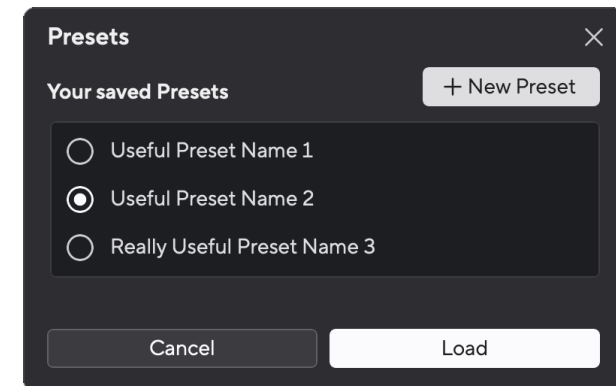 Presets
Your saved Presets
+ New Preset
Useful Preset Name 1
Useful Preset Name 2
Really Useful Preset Name 3
Cancel
Load